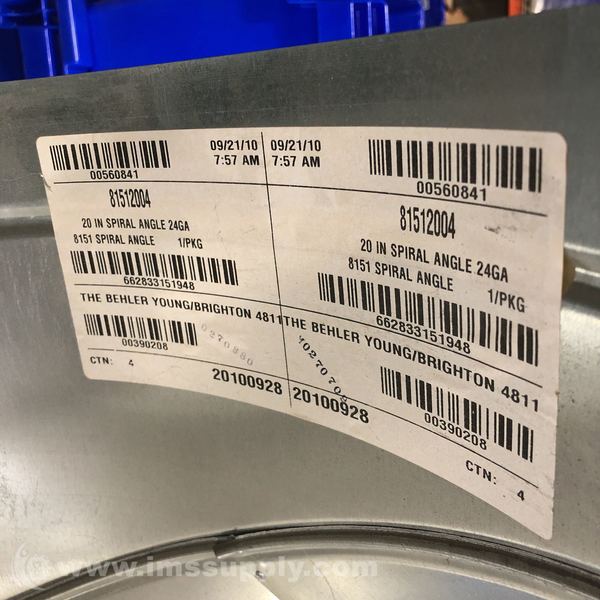 09/21/10
7:57 AM
00560841
81512004
20 IN SPIRAL ANGLE 24GA
8151 SPIRAL ANGLE 1/PKG
662833151948
THE BEHLER YOUNG/BRIGHTON 4811
00390208
CTN: 4
20100928
09/21/10
7:57 AM
00560841
81512004
20 IN SPIRAL ANGLE 24GA
8151 SPIRAL ANGLE 1/PKG
662833151948
THE BEHLER YOUNG/BRIGHTON 4811
00390208
20100928
CTN: 4
www.imssupply.com